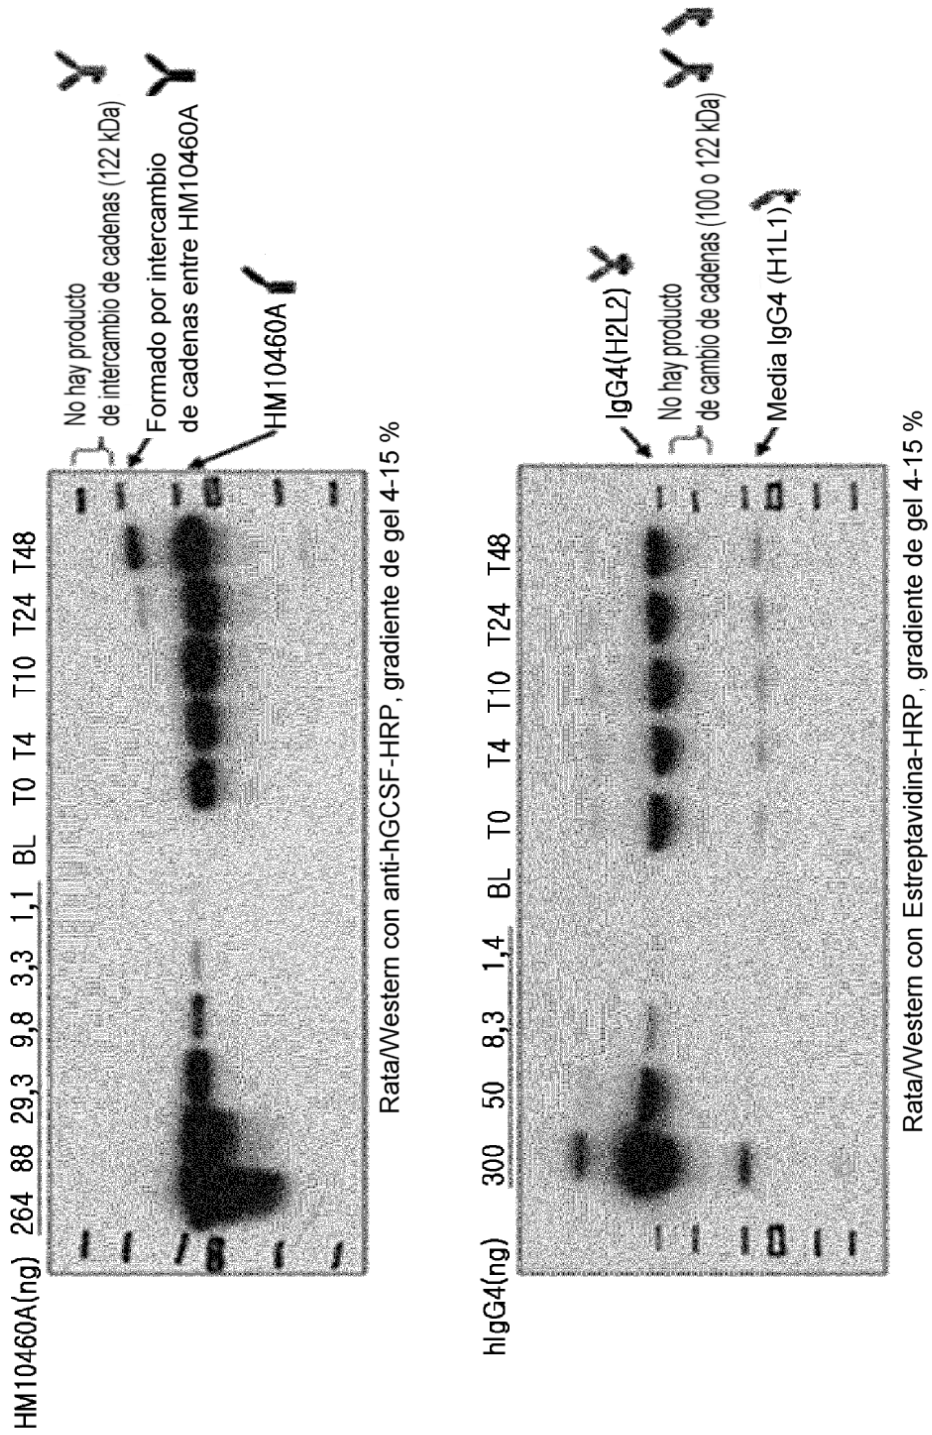 HM10460A(ng) 264 88 29,3 9,8 3,3 1,1 BL T0 T4 T10 T24 T48
No hay producto
de intercambio de cadenas (122 kDa)
Formado por intercambio
de cadenas entre HM10460A
HM10460A
Rata/Western con anti-hGCSF-HRP, gradiente de gel 4-15 %
hIgG4(ng) 300 50 8,3 1,4 BL T0 T4 T10 T24 T48
IgG4(H2L2)
No hay producto
de cambio de cadenas (100 o 122 kDa)
Media IgG4 (H1L1)
Rata/Western con Estreptavidina-HRP, gradiente de gel 4-15 %